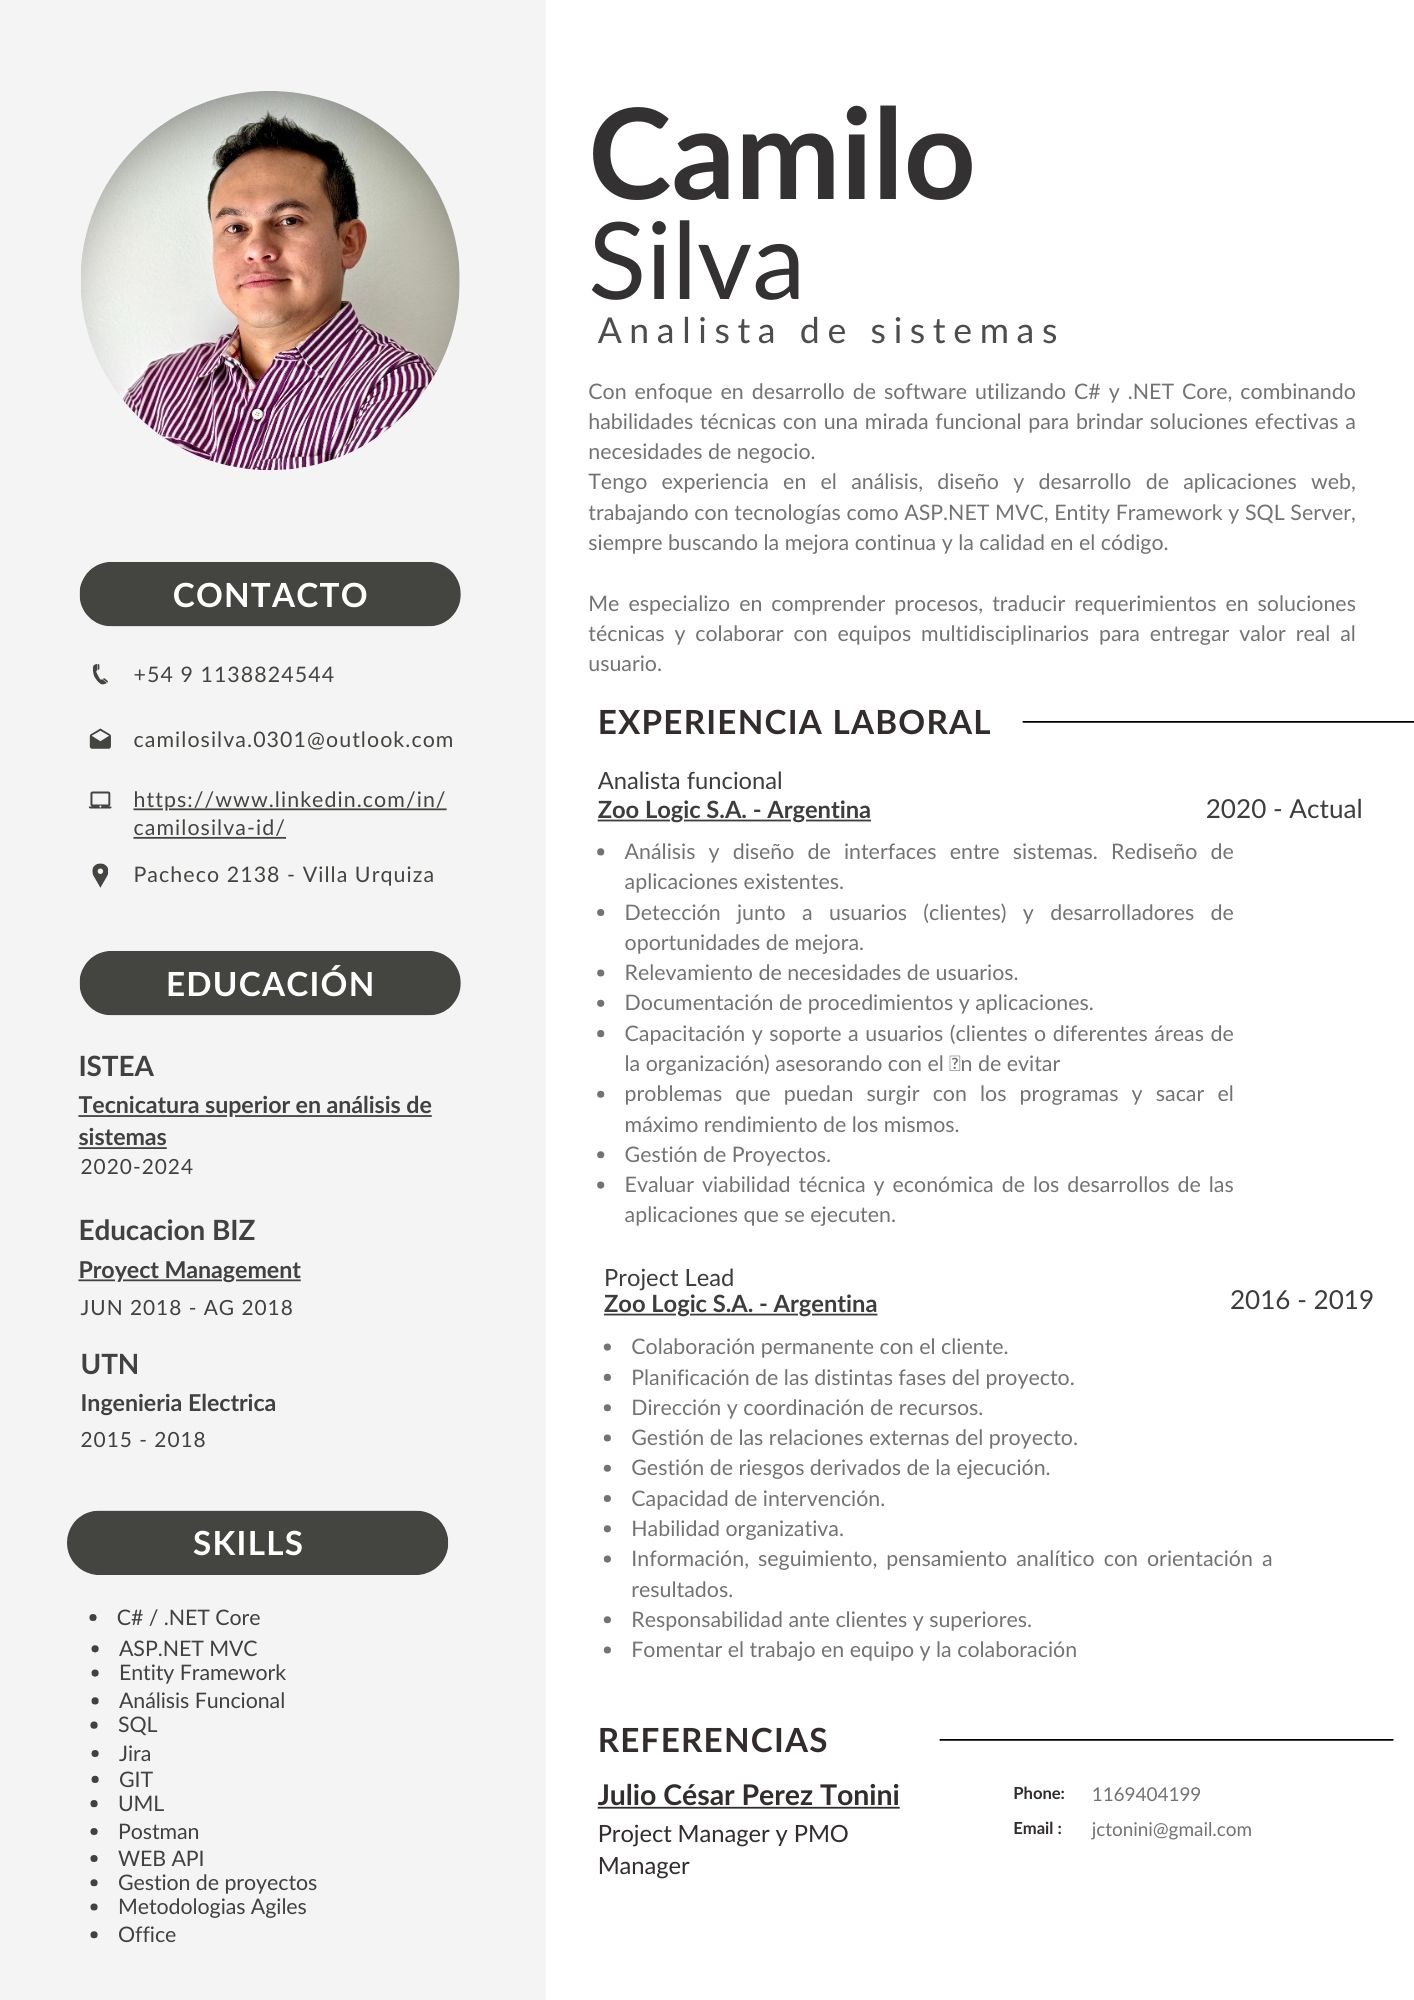 Camilo
Silva
Analista de sistemas
Con enfoque en desarrollo de software utilizando C# y .NET Core, combinando
habilidades técnicas con una mirada funcional para brindar soluciones efectivas a
necesidades de negocio.
Tengo experiencia en el análisis, diseño y desarrollo de aplicaciones web,
trabajando con tecnologías como ASP.NET MVC, Entity Framework y SQL Server,
siempre buscando la mejora continua y la calidad en el código.
Me especializo en comprender procesos, traducir requerimientos en soluciones
técnicas y colaborar con equipos multidisciplinarios para entregar valor real al
usuario.
CONTACTO
+54 9 1138824544
camilosilva.0301@outlook.com
https://www.linkedin.com/in/
camilosilva-id/
Pacheco 2138 - Villa Urquiza
EDUCACIÓN
ISTEA
Tecnicatura superior en análisis de
sistemas
2020-2024
Educacion BIZ
Proyect Management
JUN 2018 - AG 2018
UTN
Ingenieria Electrica
2015 - 2018
SKILLS
• C# / .NET Core
• ASP.NET MVC
• Entity Framework
• Análisis Funcional
• SQL
• Jira
• GIT
• UML
• Postman
• WEB API
• Gestion de proyectos
• Metodologias Agiles
• Office
EXPERIENCIA LABORAL
Analista funcional
Zoo Logic S.A. - Argentina 2020 - Actual
• Análisis y diseño de interfaces entre sistemas. Rediseño de
aplicaciones existentes.
• Detección junto a usuarios (clientes) y desarrolladores de
oportunidades de mejora.
• Relevamiento de necesidades de usuarios.
• Documentación de procedimientos y aplicaciones.
• Capacitación y soporte a usuarios (clientes o diferentes áreas de
la organización) asesorando con el �n de evitar
• problemas que puedan surgir con los programas y sacar el
máximo rendimiento de los mismos.
• Gestión de Proyectos.
• Evaluar viabilidad técnica y económica de los desarrollos de las
aplicaciones que se ejecuten.
Project Lead
Zoo Logic S.A. - Argentina 2016 - 2019
• Colaboración permanente con el cliente.
• Planificación de las distintas fases del proyecto.
• Dirección y coordinación de recursos.
• Gestión de las relaciones externas del proyecto.
• Gestión de riesgos derivados de la ejecución.
• Capacidad de intervención.
• Habilidad organizativa.
• Información, seguimiento, pensamiento analítico con orientación a
resultados.
• Responsabilidad ante clientes y superiores.
• Fomentar el trabajo en equipo y la colaboración
REFERENCIAS
Julio César Perez Tonini
Project Manager y PMO
Manager
Phone: 1169404199
Email : jctonini@gmail.com